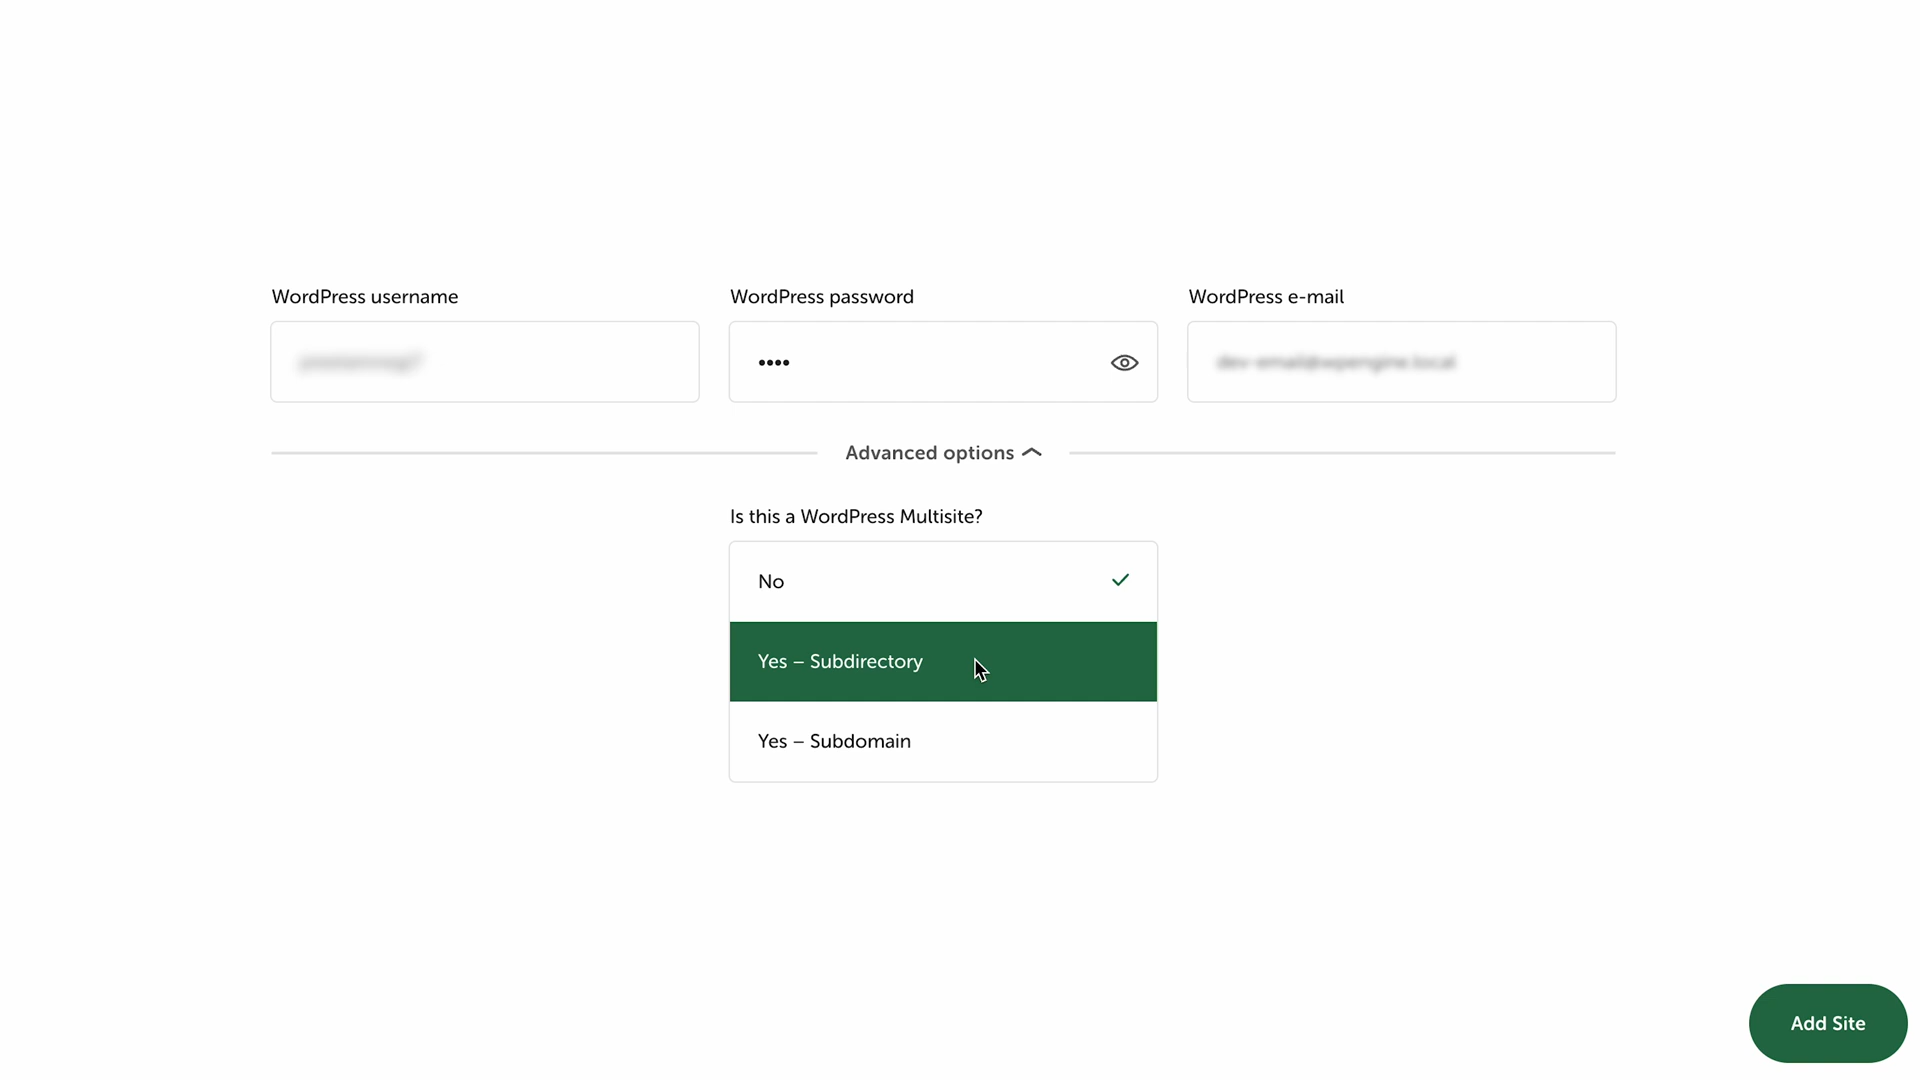 WordPress username
WordPress password
WordPress e-mail
••••
Advanced options
Is this a WordPress Multisite?
No
Yes – Subdirectory
Yes – Subdomain
Add Site